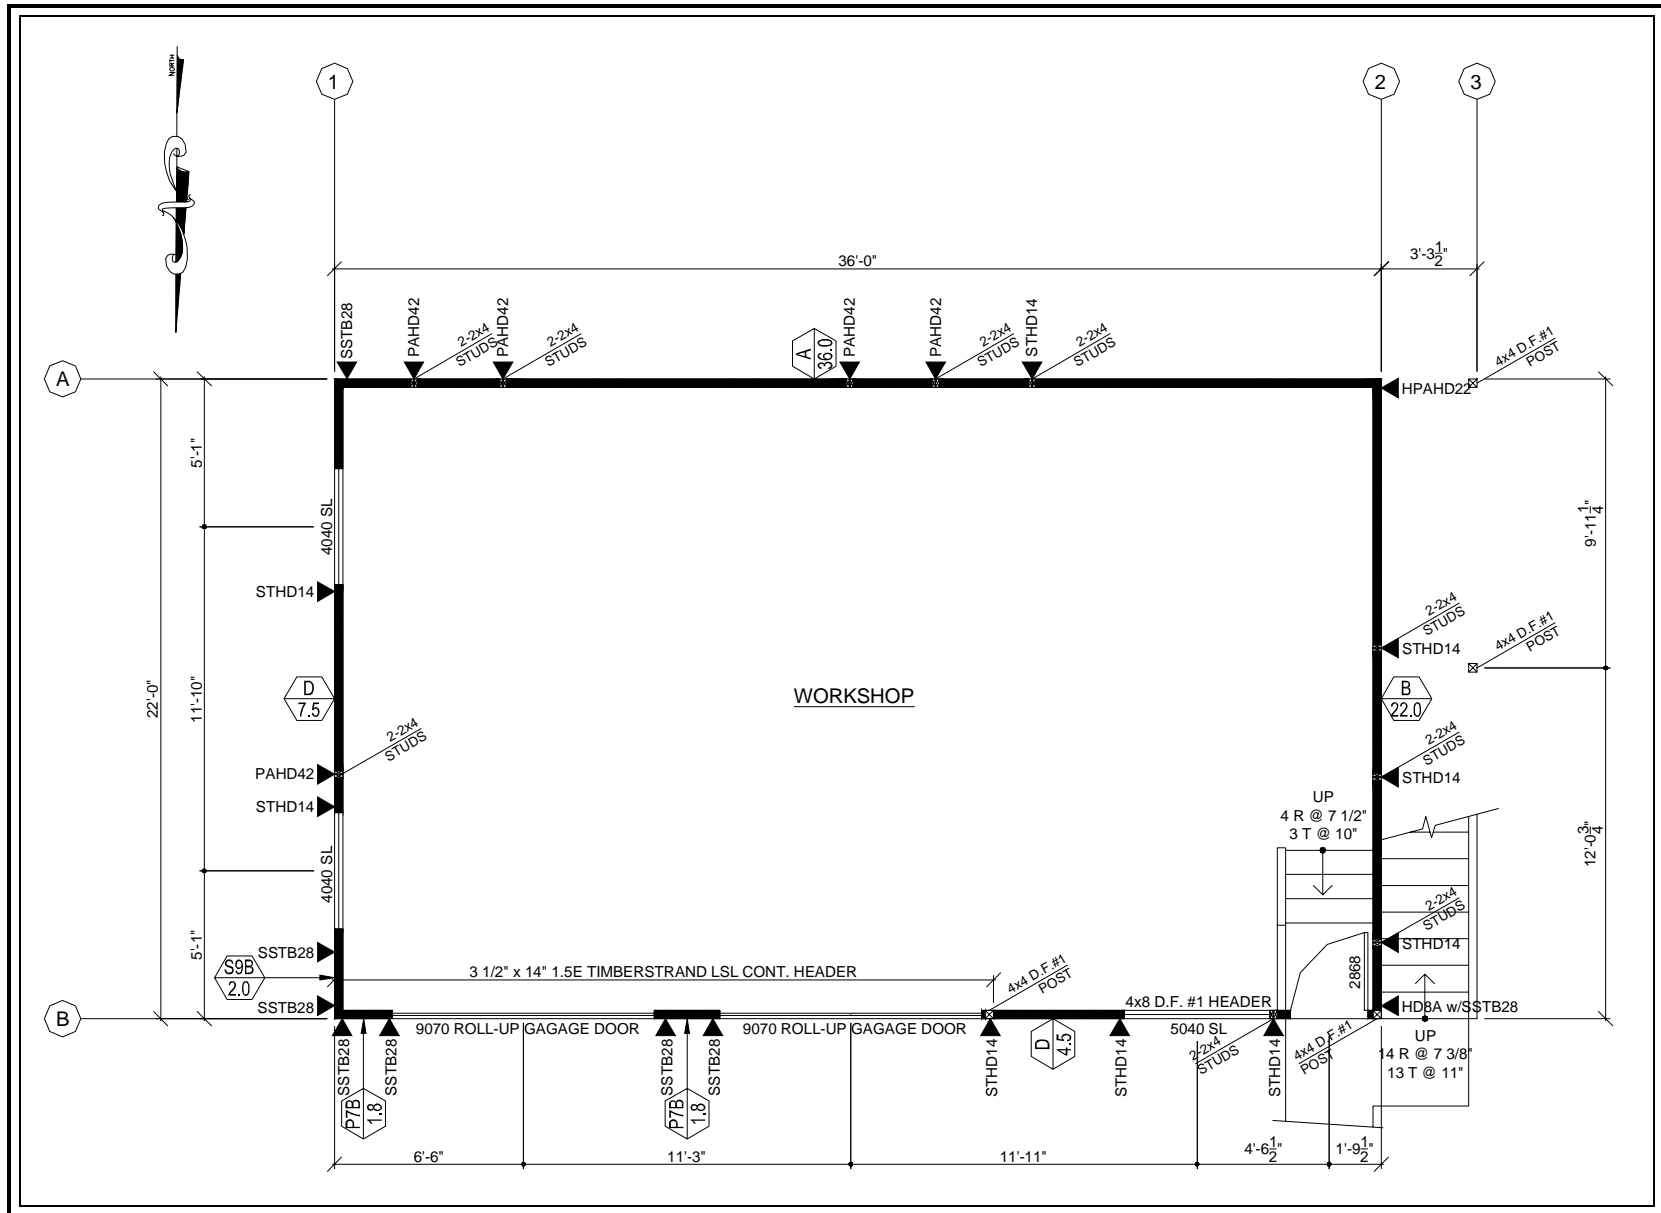 NORTH
1
2
3
36'-0"
3'-3 1/2"
SSTB28
PAHD42
2-2x4
STUDS
PAHD42
2-2x4
STUDS
A
36.0
PAHD42
PAHD42
2-2x4
STUDS
STHD14
2-2x4
STUDS
4x4 D.F.#1
POST
A
HPAHD22
5'-1"
4040 SL
9'-11 1/4"
STHD14
2-2x4
STUDS
STHD14
4x4 D.F.#1
POST
22'-0"
11'-10"
D
7.5
WORKSHOP
B
22.0
2-2x4
STUDS
PAHD42
2-2x4
STUDS
STHD14
STHD14
UP
4 R @ 7 1/2"
3 T @ 10"
12'-0 3/4"
4040 SL
2-2x4
STUDS
STHD14
5'-1"
SSTB28
S9B
2.0
3 1/2" x 14" 1.5E TIMBERSTRAND LSL CONT. HEADER
4x4 D.F.#1
POST
2868
SSTB28
4x8 D.F. #1 HEADER
HD8A w/SSTB28
B
9070 ROLL-UP GAGAGE DOOR
9070 ROLL-UP GAGAGE DOOR
5040 SL
SSTB28
SSTB28
SSTB28
SSTB28
STHD14
D
4.5
STHD14
2-2x4
STUDS
STHD14
4x4 D.F.#1
POST
UP
14 R @ 7 3/8"
13 T @ 11"
P7B
1.8
P7B
1.8
6'-6"
11'-3"
11'-11"
4'-6 1/2"
1'-9 1/2"